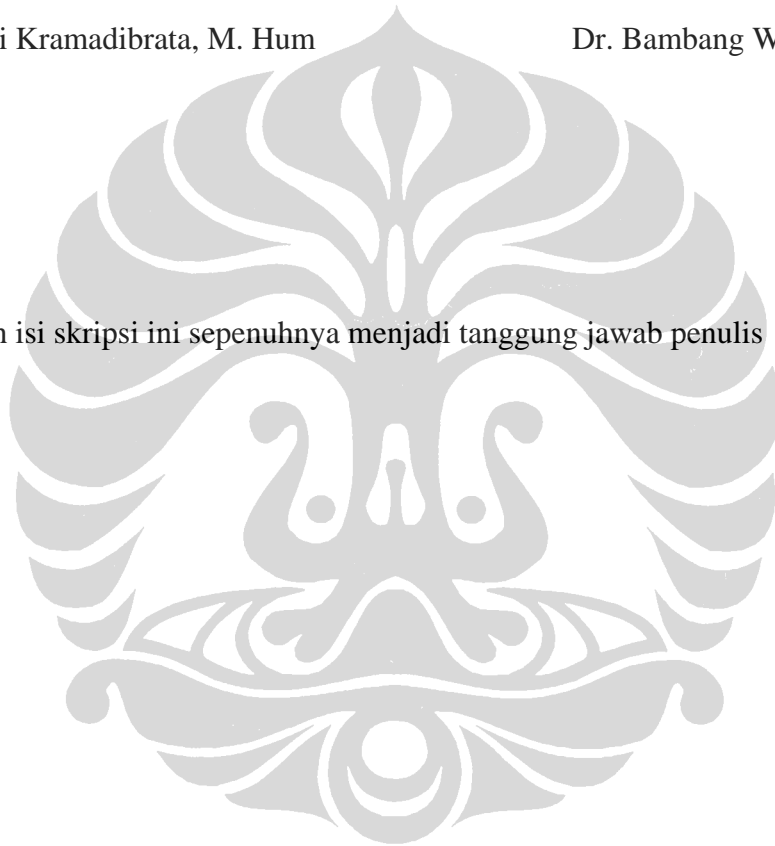 i Kramadibrata, M. Hum Dr. Bambang W
n isi skripsi ini sepenuhnya menjadi tanggung jawab penulis